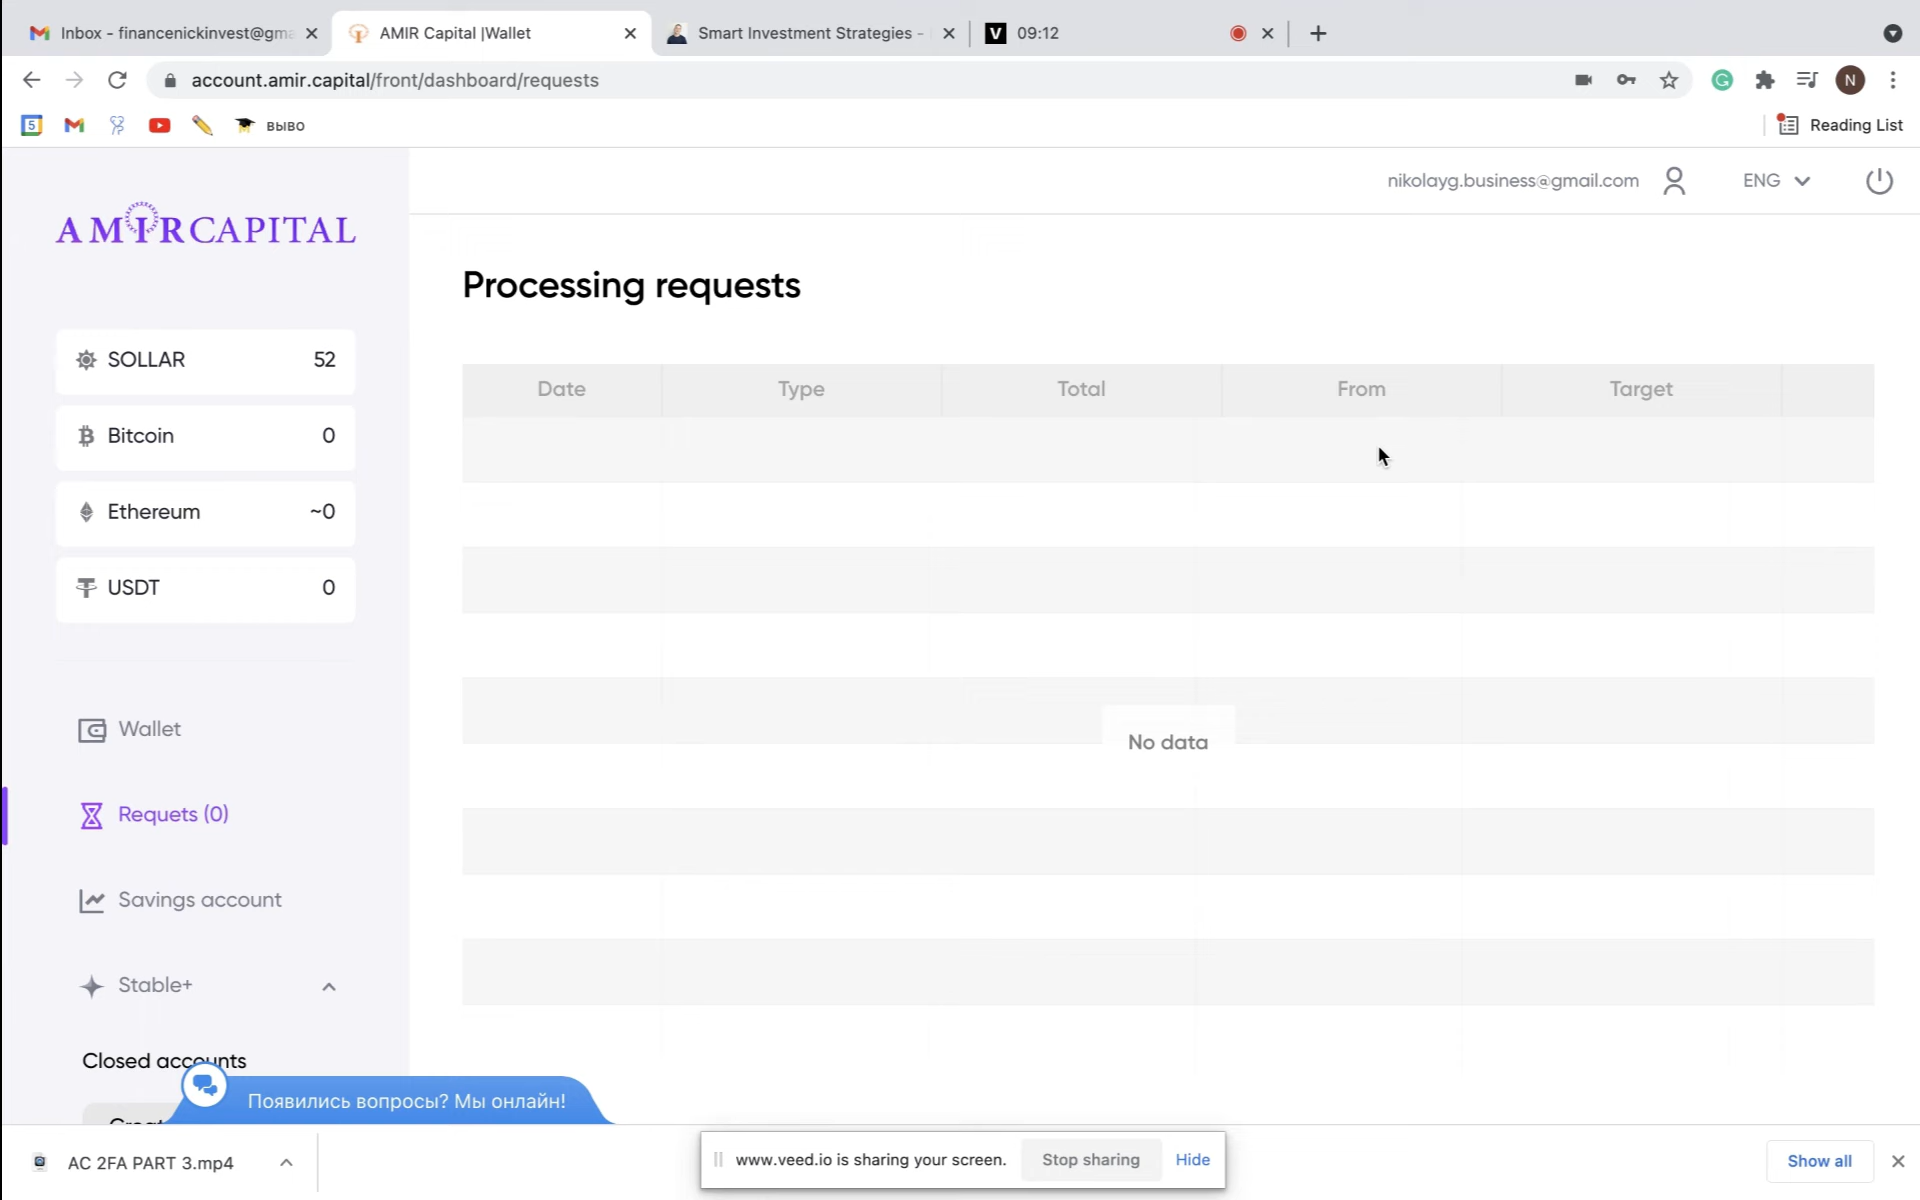 Inbox - financenickinvest@gma
AMIR Capital |Wallet
Smart Investment Strategies -
V 09:12
account.amir.capital/front/dashboard/requests
N
5
выво
Reading List
nikolayg.business@gmail.com
ENG
AMIRCAPITAL
Processing requests
SOLLAR 52
Bitcoin 0
Ethereum ~0
USDT 0
Date Type Total From Target
No data
Wallet
Requets (0)
Savings account
Stable+
Closed accounts
Появились вопросы? Мы онлайн!
AC 2FA PART 3.mp4
www.veed.io is sharing your screen.
Stop sharing
Hide
Show all